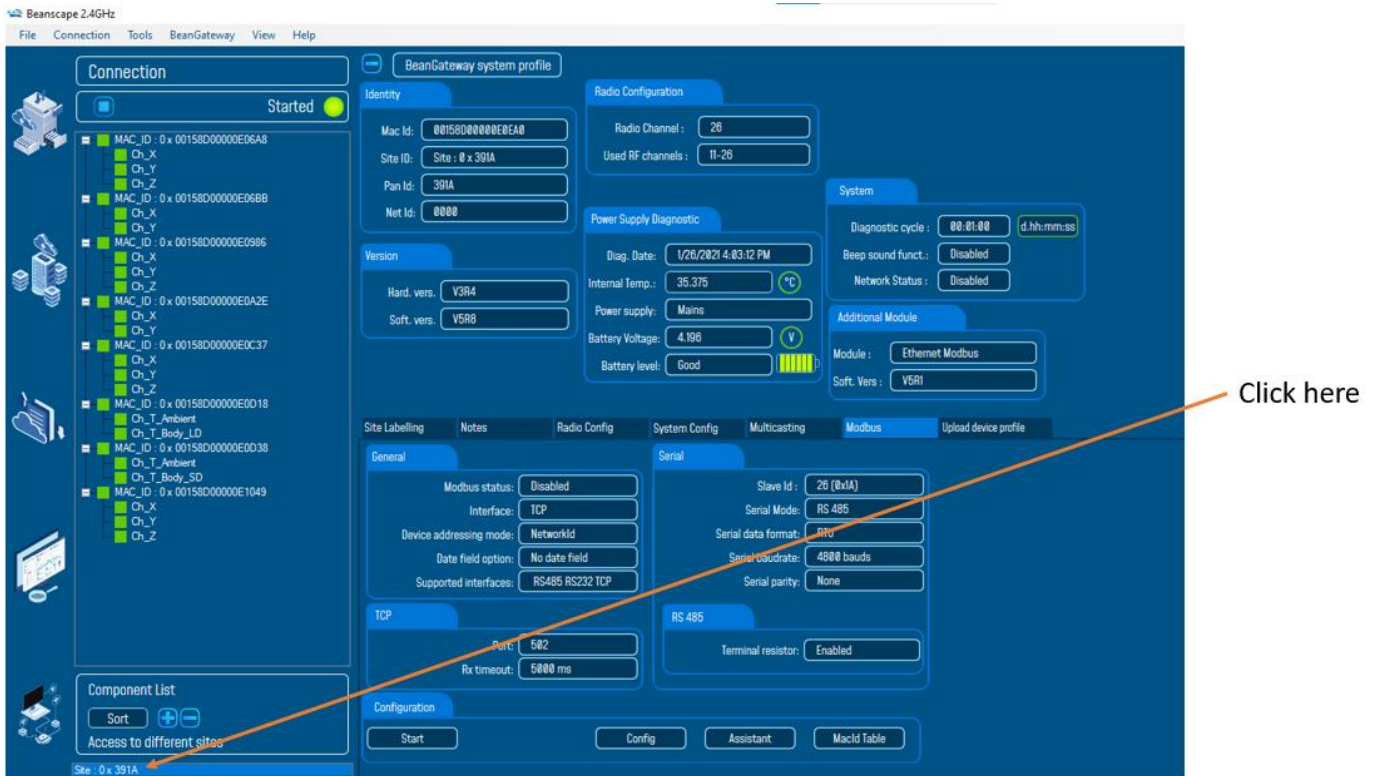 Beanscape 2.4GHz
File Connection Tools BeanGateway View Help
Connection
Started
MAC_ID : 0 x 00158D00000E06A8
Ch_X
Ch_Y
Ch_Z
MAC_ID : 0 x 00158D00000E06BB
Ch_X
Ch_Y
MAC_ID : 0 x 00158D00000E0986
Ch_X
Ch_Y
Ch_Z
MAC_ID : 0 x 00158D00000E0A2E
Ch_X
Ch_Y
MAC_ID : 0 x 00158D00000E0C37
Ch_X
Ch_Y
Ch_Z
MAC_ID : 0 x 00158D00000E0D18
Ch_T_Ambient
Ch_T_Body_LD
MAC_ID : 0 x 00158D00000E0D38
Ch_T_Ambient
Ch_T_Body_SD
MAC_ID : 0 x 00158D00000E1049
Ch_X
Ch_Y
Ch_Z
Component List
Sort
Access to different sites
Site : 0 x 391A
BeanGateway system profile
Identity
Mac Id: 00158D00000E0EA0
Site ID: Site : 0 x 391A
Pan Id: 391A
Net Id: 0000
Version
Hard. vers. V3R4
Soft. vers. V5R8
Radio Configuration
Radio Channel : 26
Used RF channels : 11-26
Power Supply Diagnostic
Diag. Date: 1/26/2021 4:03:12 PM
Internal Temp.: 35.375 °C
Power supply: Mains
Battery Voltage: 4.196 V
Battery level: Good
System
Diagnostic cycle : 00:01:00 d.hh:mm:ss
Beep sound funct.: Disabled
Network Status : Disabled
Additional Module
Module : Ethernet Modbus
Soft. Vers : V5R1
Site Labelling Notes Radio Config System Config Multicasting Modbus Upload device profile
General
Modbus status: Disabled
Interface: TCP
Device addressing mode: NetworkId
Date field option: No date field
Supported interfaces: RS485 RS232 TCP
TCP
Port: 502
Rx timeout: 5000 ms
Serial
Slave Id : 26 (0x1A)
Serial Mode: RS 485
Serial data format: RTU
Serial baudrate: 4800 bauds
Serial parity: None
RS 485
Terminal resistor: Enabled
Configuration
Start Config Assistant MacId Table
Click here